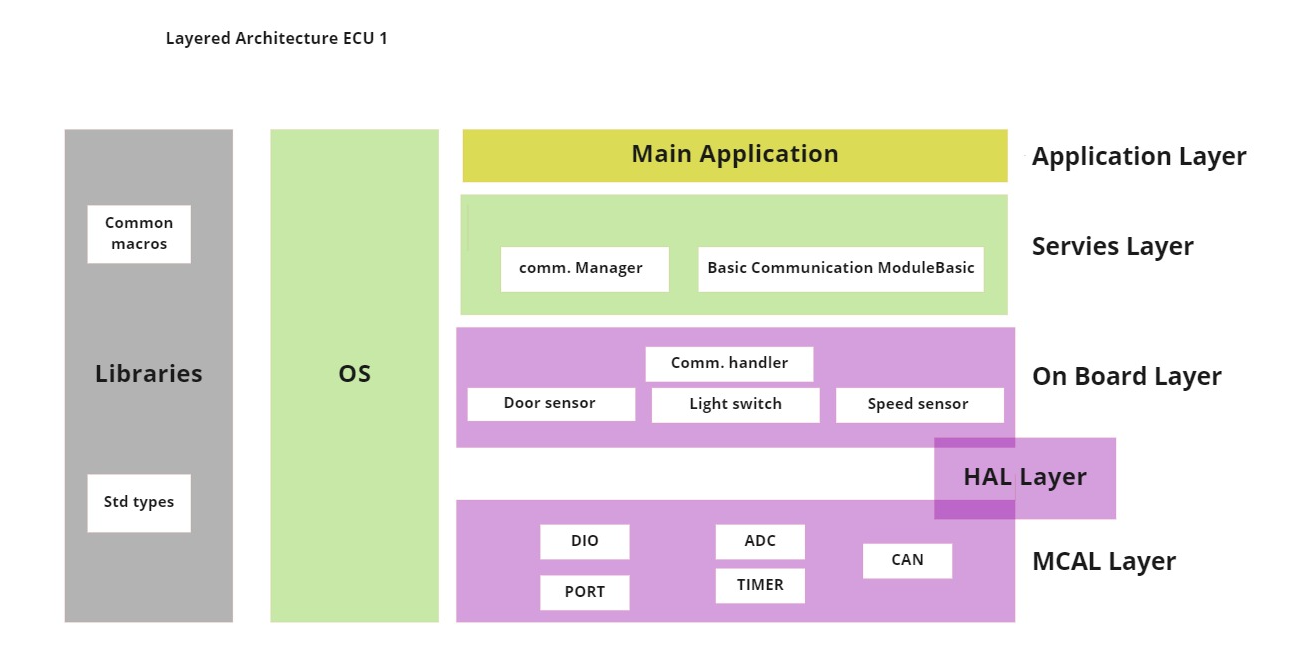 Layered Architecture ECU 1
Main Application
Application Layer
Common
macros
Servies Layer
comm. Manager
Basic Communication ModuleBasic
Libraries
OS
Comm. handler
On Board Layer
Door sensor
Light switch
Speed sensor
HAL Layer
Std types
DIO
ADC
CAN
MCAL Layer
PORT
TIMER